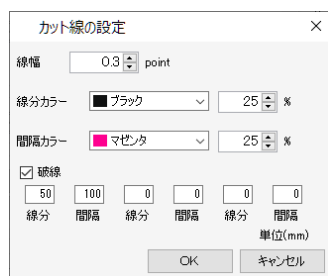 カット線の設定
線幅 0.3 point
線分カラー ブラック 25 %
間隔カラー マゼンタ 25 %
破線
50 100 0 0 0 0
線分 間隔 線分 間隔 線分 間隔
単位(mm)
OK キャンセル